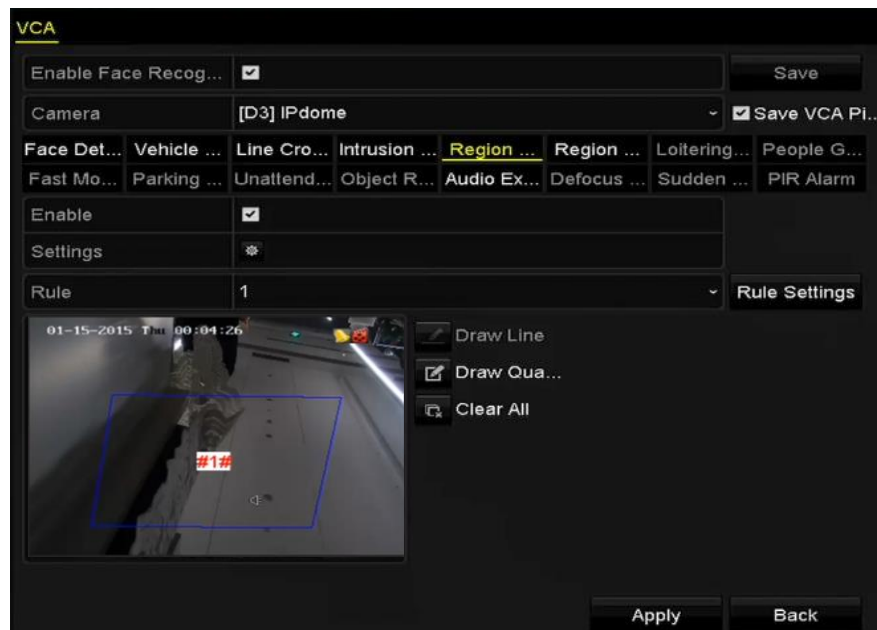 VCA
Enable Face Recog... Save
Camera [D3] IPdome Save VCA Pi..
Face Det... Vehicle ... Line Cro... Intrusion ... Region ... Region ... Loitering... People G...
Fast Mo... Parking ... Unattend... Object R... Audio Ex... Defocus ... Sudden ... PIR Alarm
Enable
Settings
Rule 1 Rule Settings
01-15-2015 Thu 00:04:26
Draw Line
Draw Qua...
Clear All
#1#
Apply Back